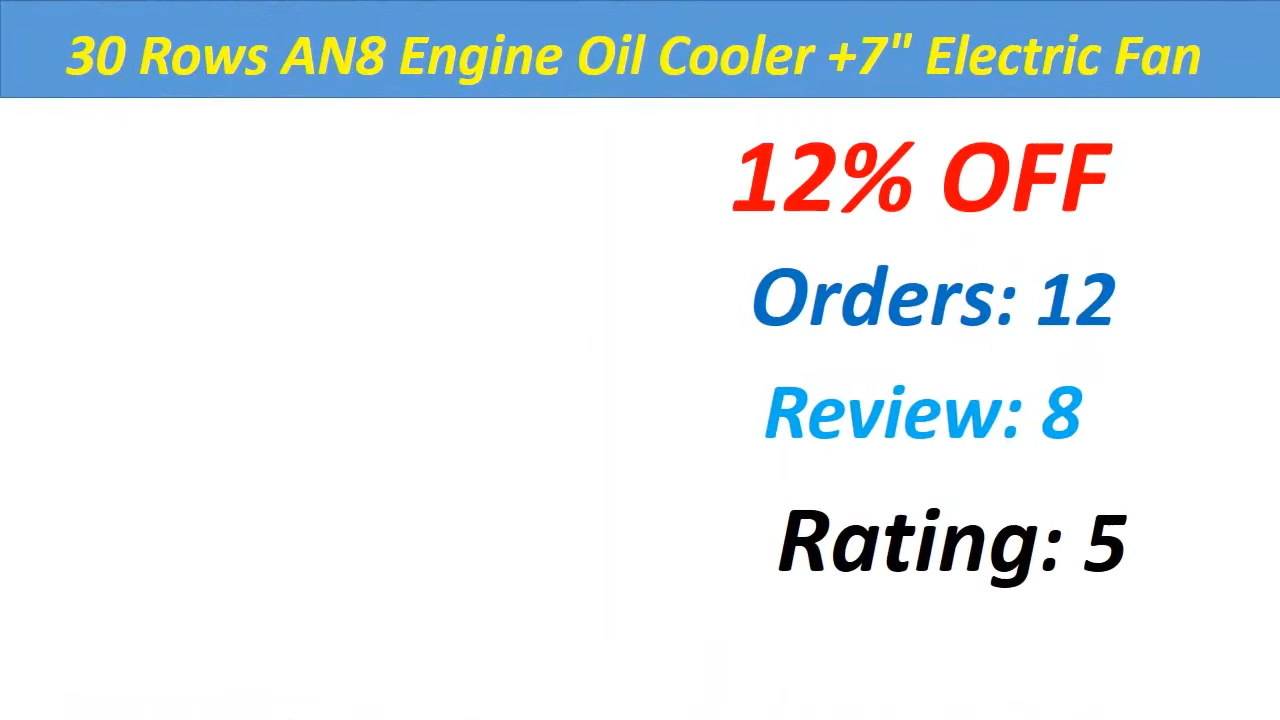 30 Rows AN8 Engine Oil Cooler +7" Electric Fan
12% OFF
Orders: 12
Review: 8
Rating: 5